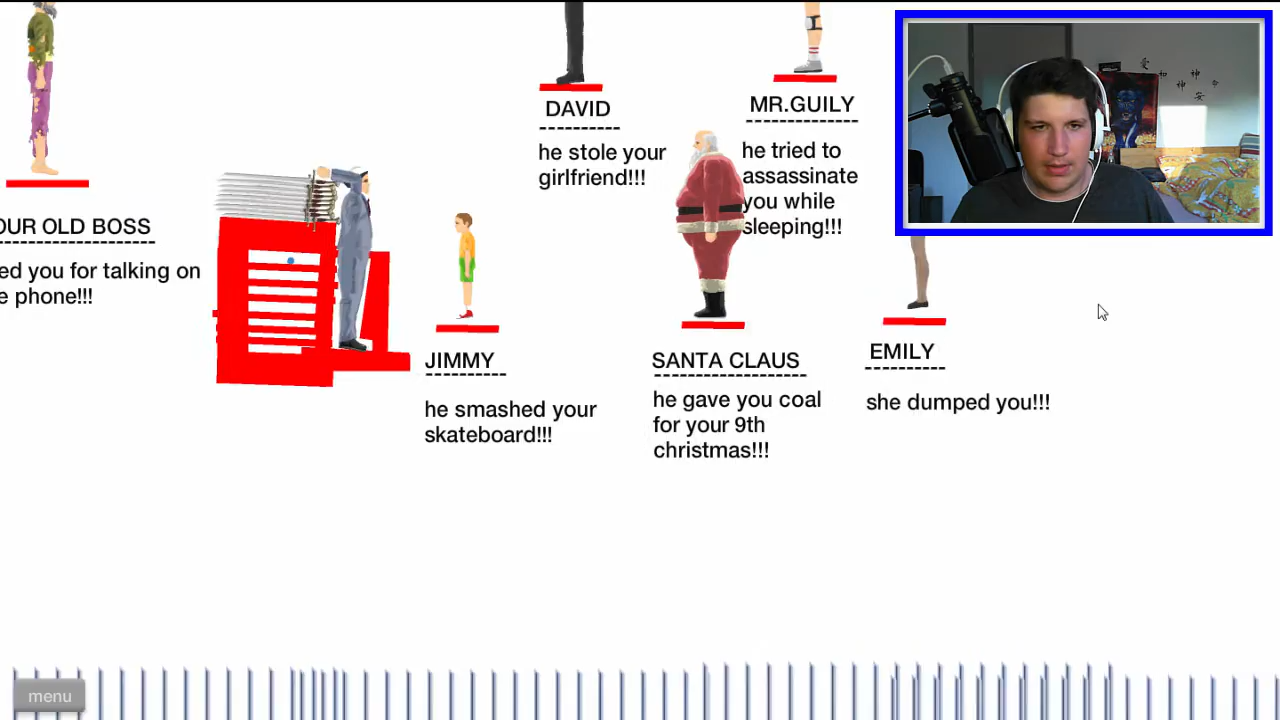 DAVID
----------
he stole your
girlfriend!!!
MR.GUILY
--------------
he tried to
assassinate
you while
sleeping!!!
OUR OLD BOSS
-------------------
ed you for talking on
e phone!!!
JIMMY
----------
he smashed your
skateboard!!!
SANTA CLAUS
-------------------
he gave you coal
for your 9th
christmas!!!
EMILY
----------
she dumped you!!!
menu